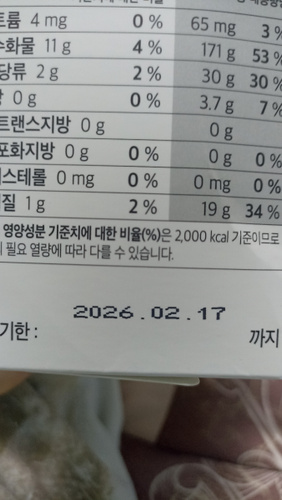 트륨 4 mg 0 % 65 mg 3 %
수화물 11 g 4 % 171 g 53 %
당류 2 g 2 % 30 g 30 %
0 g 0 % 3.7 g 7 %
트랜스지방 0 g 0 g
포화지방 0 g 0 % 0 g 0 %
스테롤 0 mg 0 % 0 mg 0 %
질 1 g 2 % 19 g 34 %
영양성분 기준치에 대한 비율(%)은 2,000 kcal 기준이므로
필요 열량에 따라 다를 수 있습니다.
2026.02.17
기한 : 까지